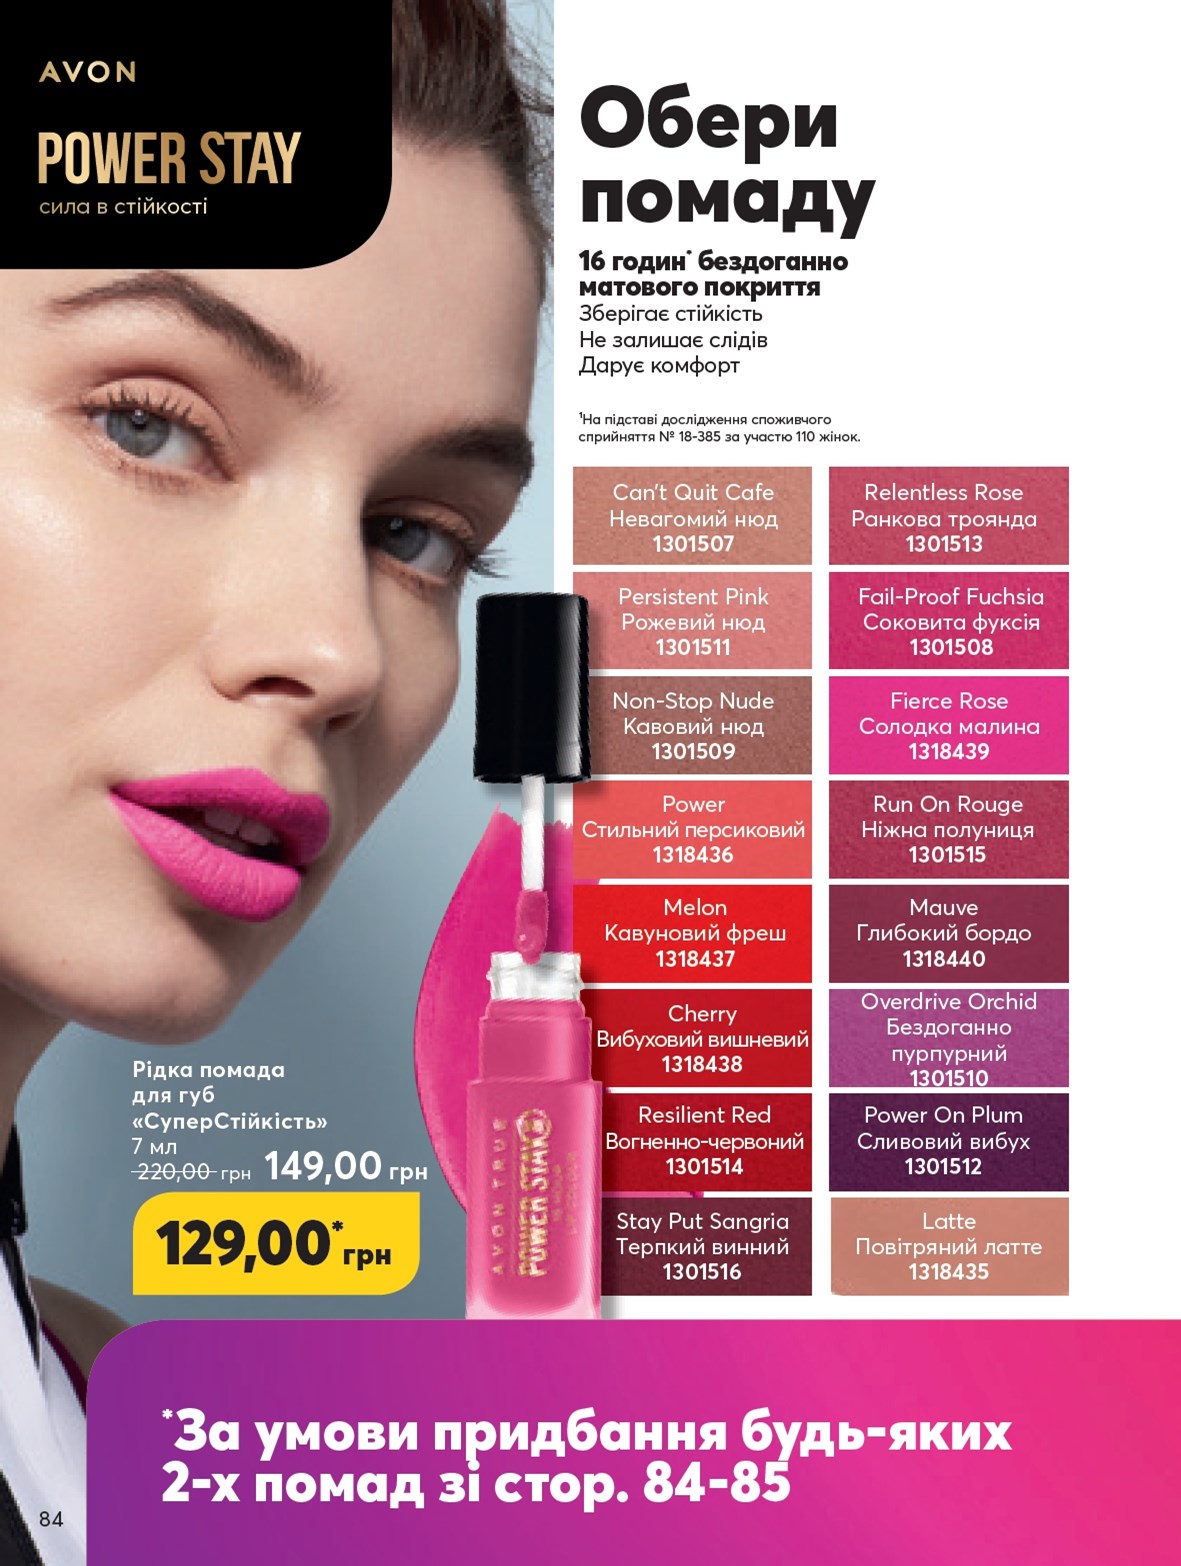 AVON
POWER STAY
сила в стійкості
Обери
помаду
16 годин* бездоганно
матового покриття
Зберігає стійкість
Не залишає слідів
Дарує комфорт
¹На підставі дослідження споживчого
сприйняття № 18-385 за участю 110 жінок.
Can't Quit Cafe
Невагомий нюд
1301507
Relentless Rose
Ранкова троянда
1301513
Persistent Pink
Рожевий нюд
1301511
Fail-Proof Fuchsia
Соковита фуксія
1301508
Non-Stop Nude
Кавовий нюд
1301509
Fierce Rose
Солодка малина
1318439
Power
Стильний персиковий
1318436
Run On Rouge
Ніжна полуниця
1301515
Melon
Кавуновий фреш
1318437
Mauve
Глибокий бордо
1318440
Cherry
Вибуховий вишневий
1318438
Overdrive Orchid
Бездоганно
пурпурний
1301510
Resilient Red
Вогненно-червоний
1301514
Power On Plum
Сливовий вибух
1301512
Stay Put Sangria
Терпкий винний
1301516
Latte
Повітряний латте
1318435
Рідка помада
для губ
«СуперСтійкість»
7 мл
220,00 грн 149,00 грн
129,00* грн
AVON TRUE
POWER STAY
*За умови придбання будь-яких
2-х помад зі стор. 84-85
84